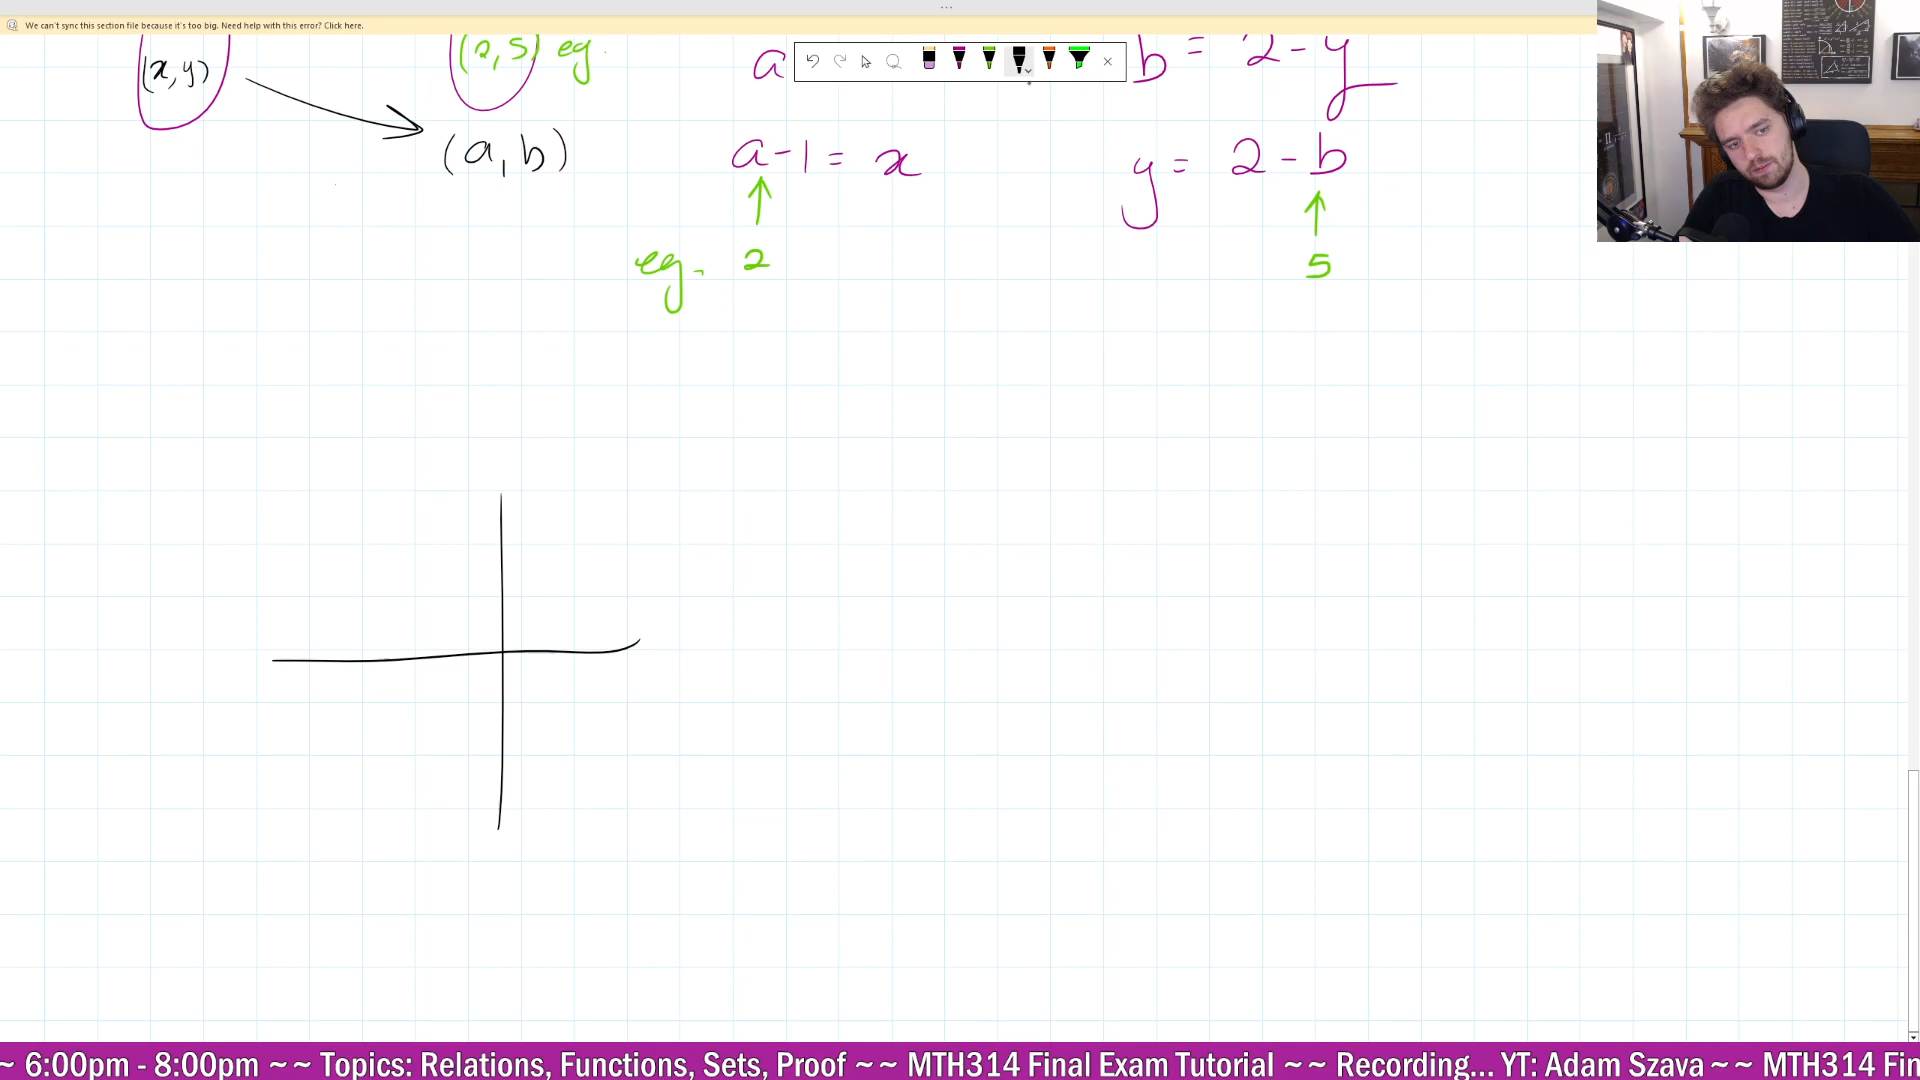 We can't sync this section file because it's too big. Need help with this error? Click here.
(x,y)
(2,5) eg.
a
b = 2-y
(a,b)
a-1 = x
y = 2-b
eg. 2
5
~ 6:00pm - 8:00pm ~~ Topics: Relations, Functions, Sets, Proof ~~ MTH314 Final Exam Tutorial ~~ Recording... YT: Adam Szava ~~ MTH314 Fin